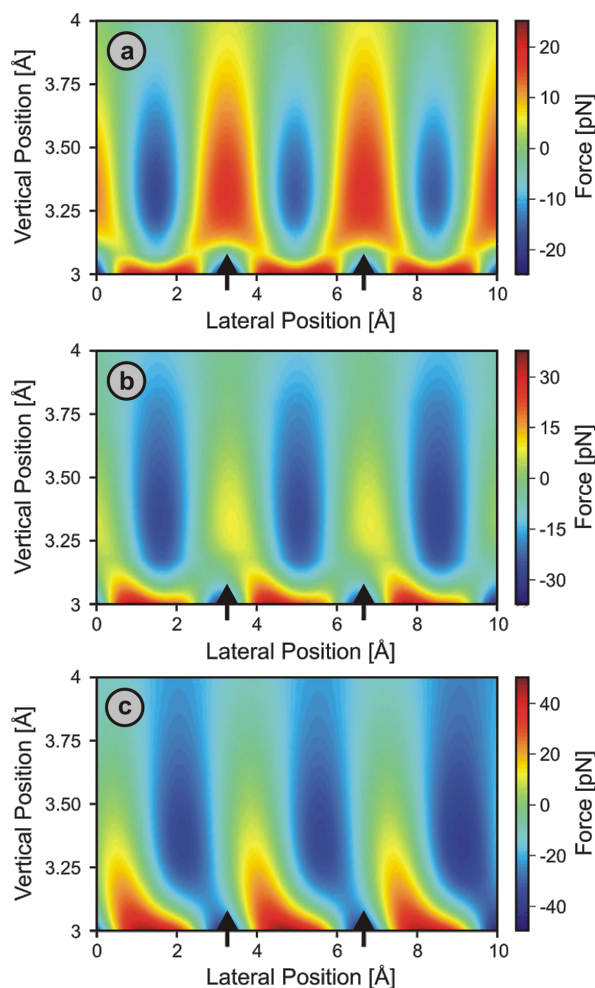 a
4
3.75
3.50
3.25
3
0 2 4 6 8 10
Vertical Position [Å]
Lateral Position [Å]
20
10
0
-10
-20
Force [pN]
b
4
3.75
3.50
3.25
3
0 2 4 6 8 10
Vertical Position [Å]
Lateral Position [Å]
30
15
0
-15
-30
Force [pN]
c
4
3.75
3.50
3.25
3
0 2 4 6 8 10
Vertical Position [Å]
Lateral Position [Å]
40
20
0
-20
-40
Force [pN]